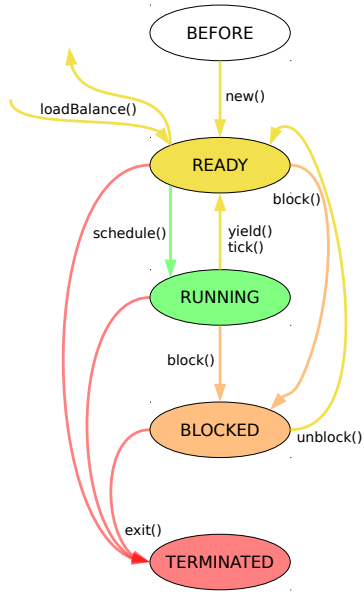 BEFORE
new()
loadBalance()
READY
block()
schedule()
yield()
tick()
RUNNING
block()
BLOCKED
unblock()
exit()
TERMINATED